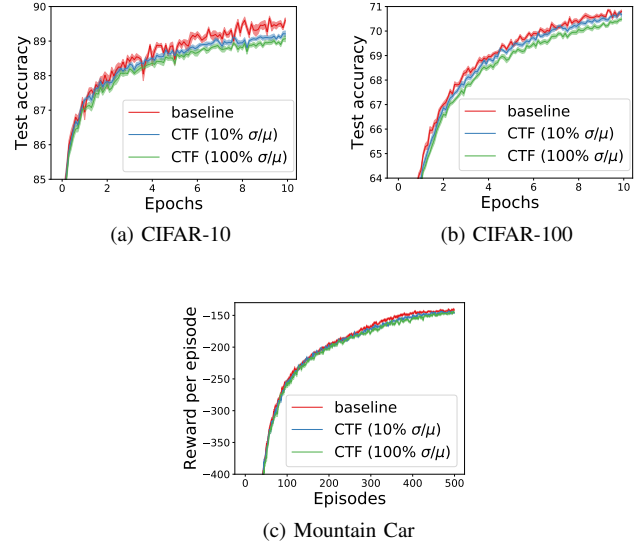 91
90
89
88
87
86
85
Test accuracy
baseline
CTF (10% σ/μ)
CTF (100% σ/μ)
0 2 4 6 8 10
Epochs
(a) CIFAR-10
71
70
69
68
67
66
65
64
Test accuracy
baseline
CTF (10% σ/μ)
CTF (100% σ/μ)
0 2 4 6 8 10
Epochs
(b) CIFAR-100
−150
−200
−250
−300
−350
−400
Reward per episode
baseline
CTF (10% σ/μ)
CTF (100% σ/μ)
0 100 200 300 400 500
Episodes
(c) Mountain Car